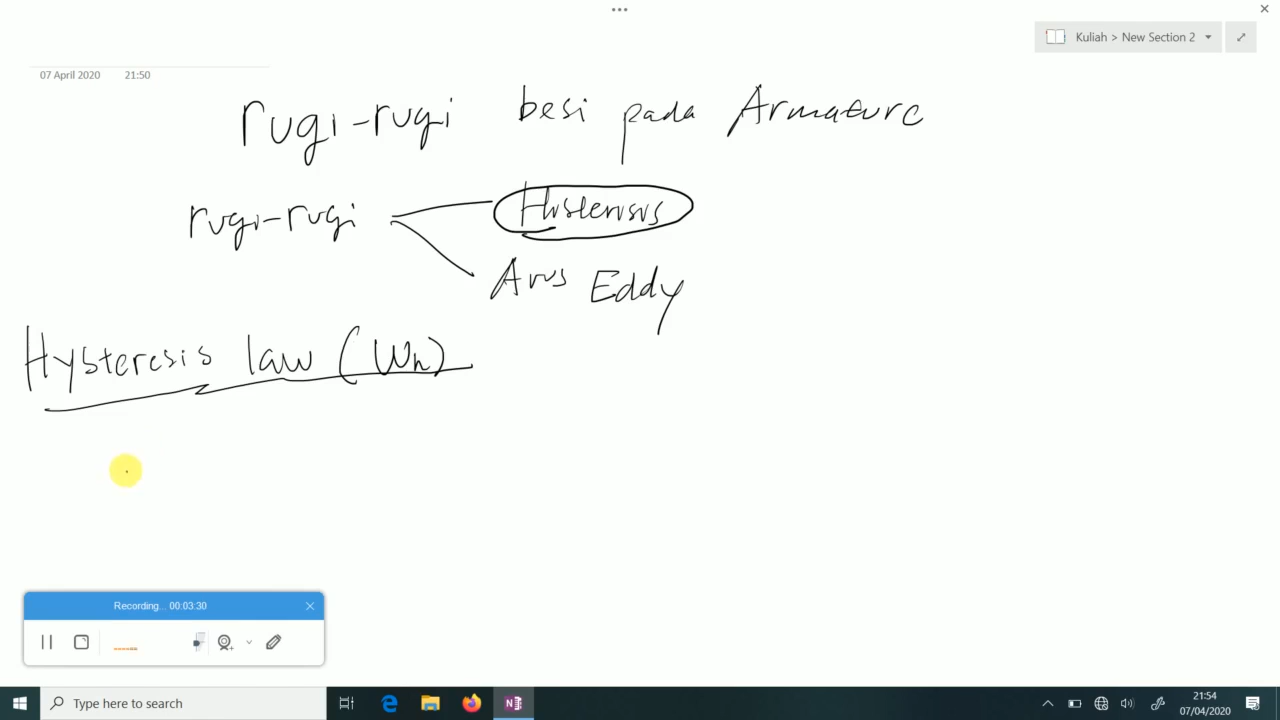 Kuliah > New Section 2
07 April 2020 21:50
rugi-rugi besi pada Armature
rugi-rugi
Histerisis
Arus Eddy
Hysteresis law (Wh)
Recording... 00:03:30
Type here to search
21:54
07/04/2020